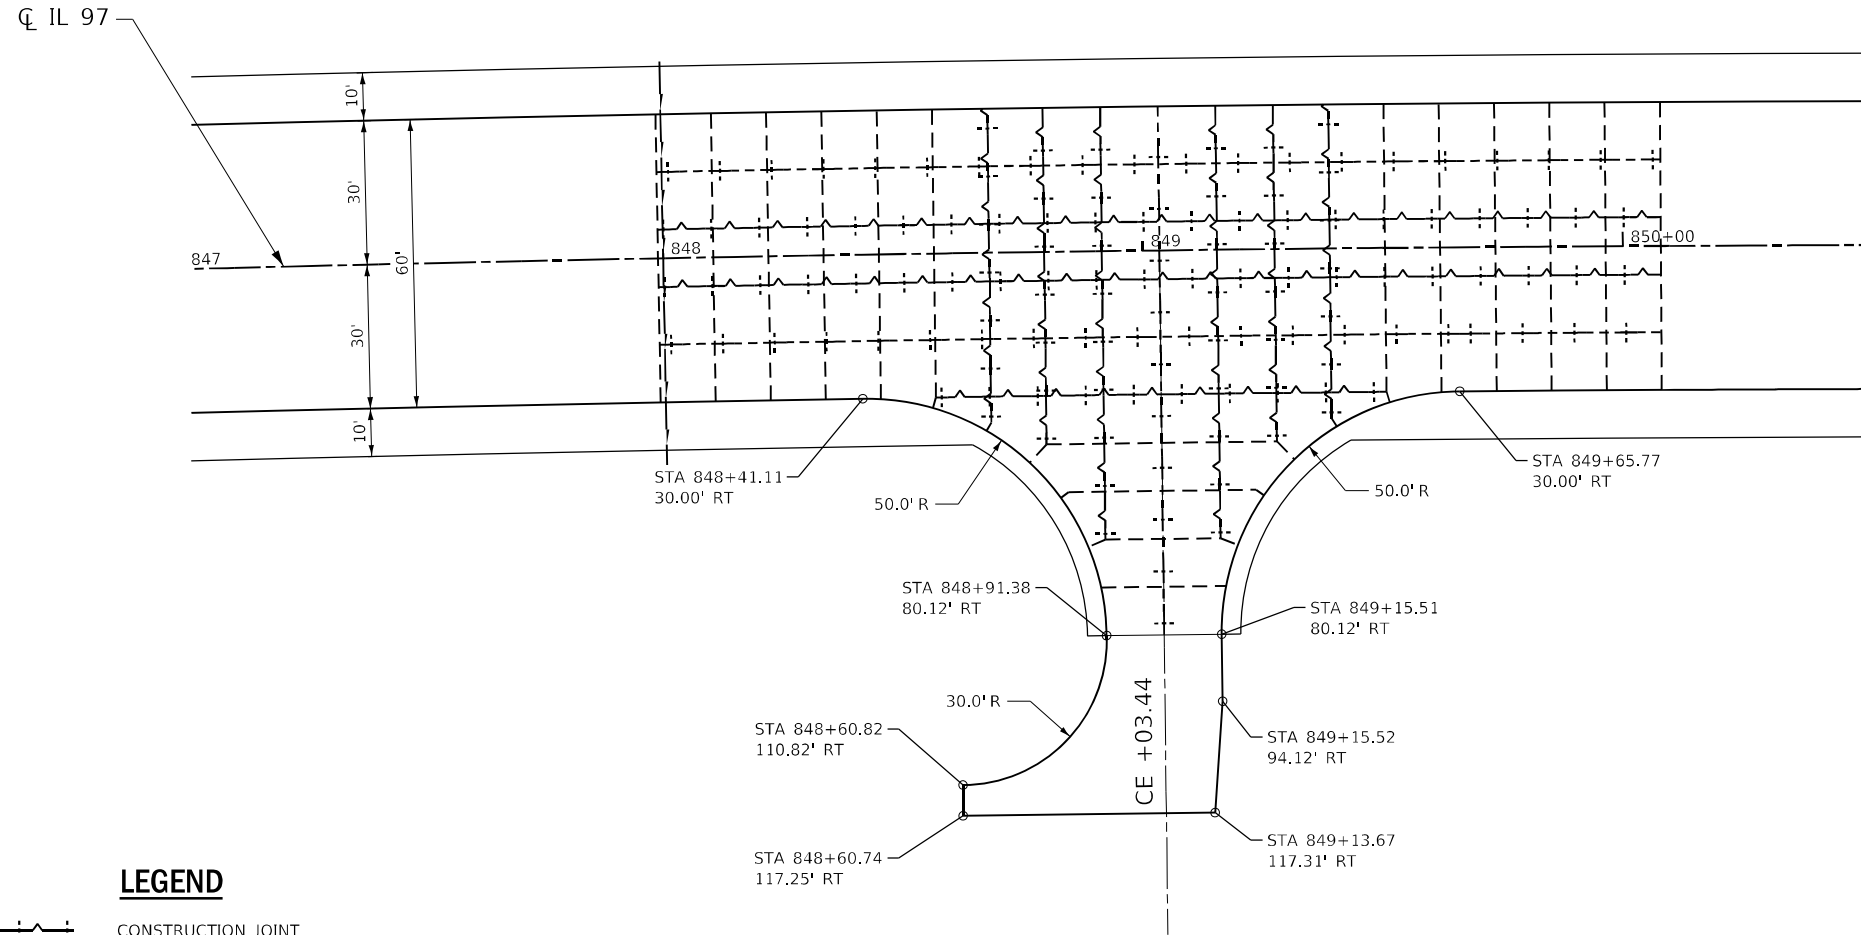 ℄ IL 97
10'
30'
60'
30'
10'
847
848
849
850+00
STA 848+41.11
30.00' RT
50.0' R
50.0' R
STA 849+65.77
30.00' RT
STA 848+91.38
80.12' RT
STA 849+15.51
80.12' RT
30.0' R
STA 848+60.82
110.82' RT
CE +03.44
STA 849+15.52
94.12' RT
STA 848+60.74
117.25' RT
STA 849+13.67
117.31' RT
LEGEND
CONSTRUCTION JOINT